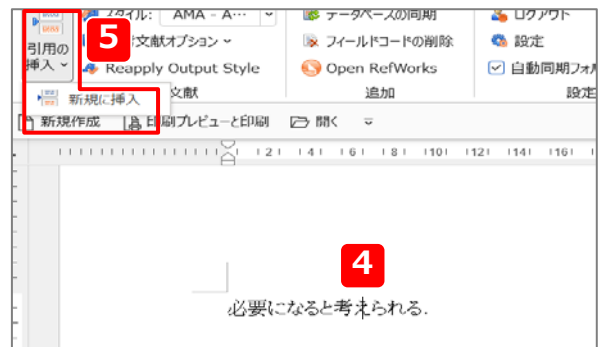 スタイル: AMA - A…
データベースの同期
ログアウト
5
引用の
挿入
文献オプション
フィールドコードの削除
設定
Reapply Output Style
Open RefWorks
自動同期フォ
新規に挿入
文献
追加
設定
新規作成
印刷プレビューと印刷
開く
2 4 6 8 10 12 14 16
4
必要になると考えられる.